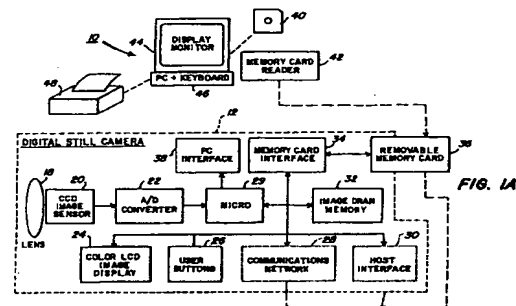 10
44
DISPLAY
MONITOR
40
MEMORY CARD
READER
42
48
PC + KEYBOARD
46
12
DIGITAL STILL CAMERA
34
38
PC
INTERFACE
MEMORY CARD
INTERFACE
REMOVABLE
MEMORY CARD
36
FIG. 1A
18
20
22
29
32
CCD
IMAGE
SENSOR
A/D
CONVERTER
MICRO
IMAGE DRAM
MEMORY
LENS
24
26
28
30
COLOR LCD
IMAGE
DISPLAY
USER
BUTTONS
COMMUNICATIONS
NETWORK
HOST
INTERFACE